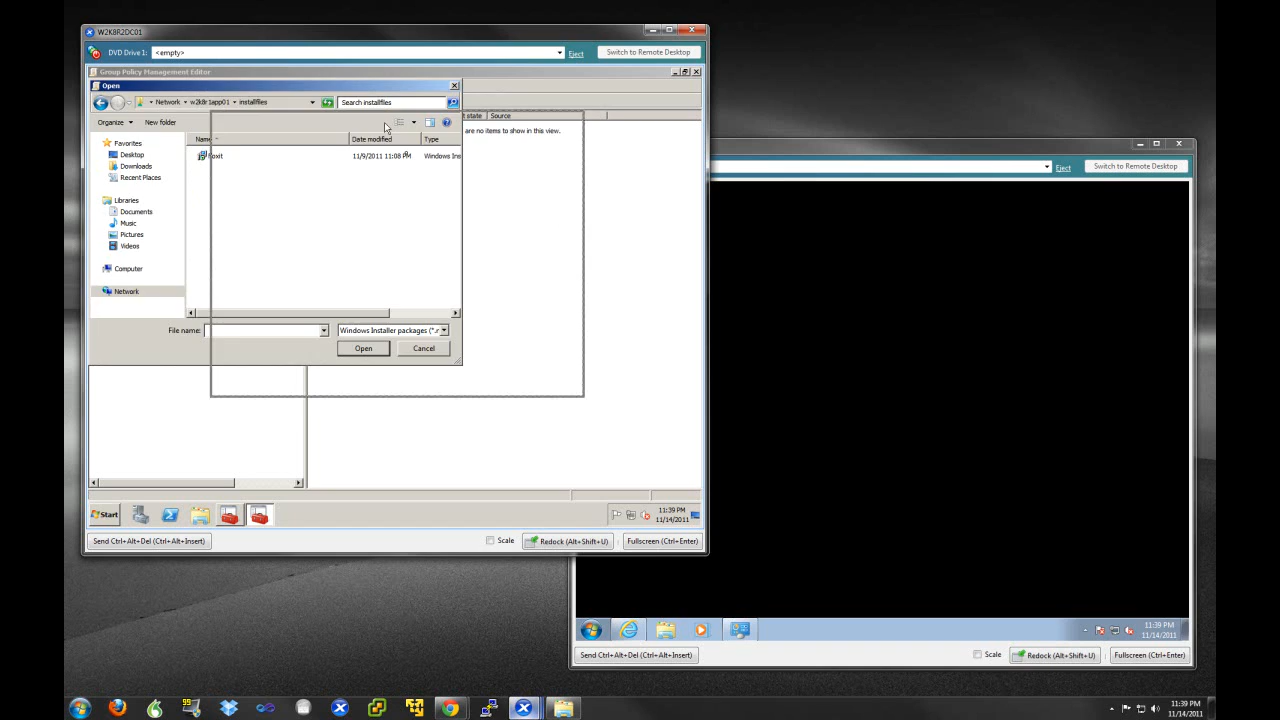 W2K8R2DC01
DVD Drive 1: <empty> Eject Switch to Remote Desktop
Group Policy Management Editor
Open
Network w2k8r1app01 installfiles Search installfiles
Organize New folder
t state Source
are no items to show in this view.
Name Date modified Type
Foxit 11/9/2011 11:08 PM Windows Ins
Favorites
Desktop
Downloads
Recent Places
Libraries
Documents
Music
Pictures
Videos
Computer
Network
File name: Windows Installer packages (*.
Open Cancel
Start
11:39 PM
11/14/2011
Send Ctrl+Alt+Del (Ctrl+Alt+Insert) Scale Redock (Alt+Shift+U) Fullscreen (Ctrl+Enter)
Eject Switch to Remote Desktop
11:39 PM
11/14/2011
Send Ctrl+Alt+Del (Ctrl+Alt+Insert) Scale Redock (Alt+Shift+U) Fullscreen (Ctrl+Enter)
99
11:39 PM
11/14/2011